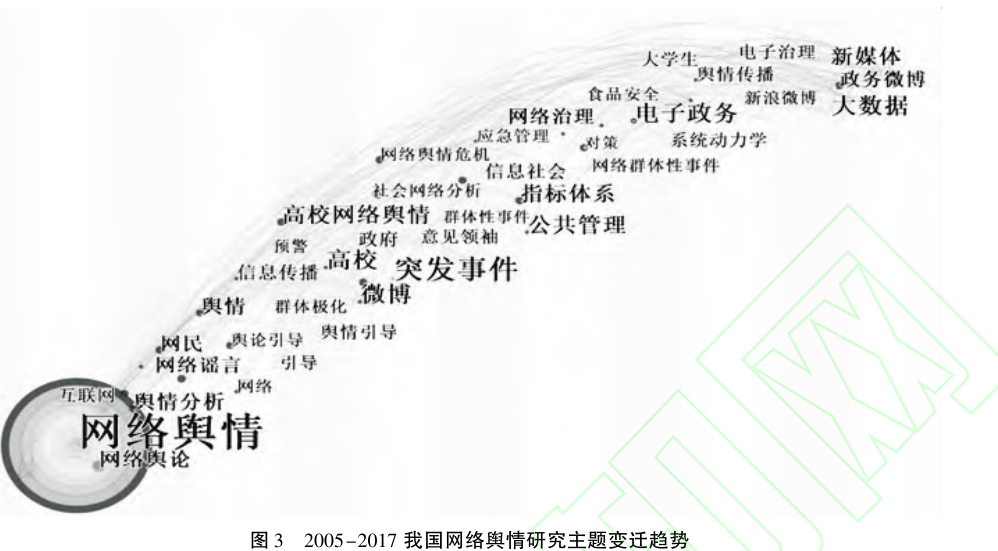 大学生
电子治理
新媒体
舆情传播
政务微博
食品安全
新浪微博
大数据
网络治理
电子政务
应急管理
对策
系统动力学
网络舆情危机
信息社会
网络群体性事件
社会网络分析
指标体系
高校网络舆情
群体性事件
公共管理
预警
政府
意见领袖
信息传播
高校
突发事件
微博
舆情
群体极化
网民
舆论引导
舆情引导
网络谣言
引导
网络
互联网
舆情分析
网络舆情
网络舆论
图3 2005-2017 我国网络舆情研究主题变迁趋势